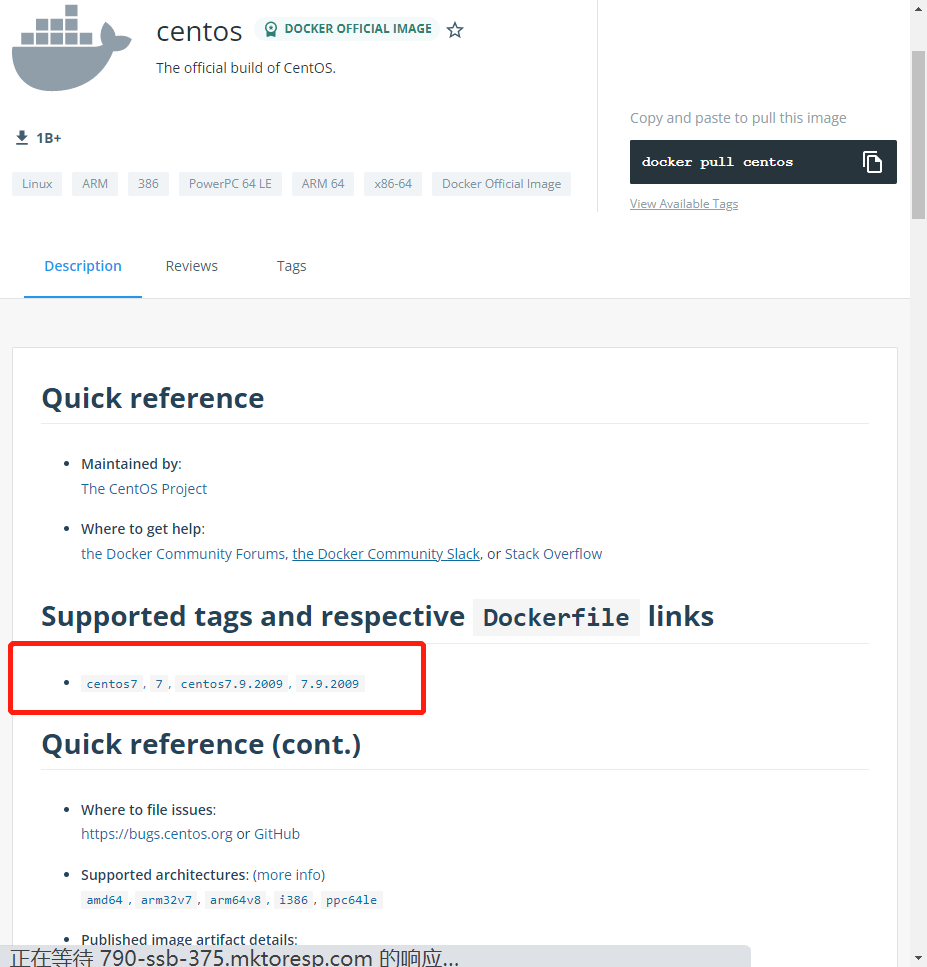 centos DOCKER OFFICIAL IMAGE
The official build of CentOS.
1B+
Copy and paste to pull this image
docker pull centos
View Available Tags
Linux ARM 386 PowerPC 64 LE ARM 64 x86-64 Docker Official Image
Description Reviews Tags
Quick reference
Maintained by:
The CentOS Project
Where to get help:
the Docker Community Forums, the Docker Community Slack, or Stack Overflow
Supported tags and respective Dockerfile links
centos7, 7, centos7.9.2009, 7.9.2009
Quick reference (cont.)
Where to file issues:
https://bugs.centos.org or GitHub
Supported architectures: (more info)
amd64, arm32v7, arm64v8, i386, ppc64le
Published image artifact details:
正在等待 790-ssb-375.mktoresp.com 的响应...